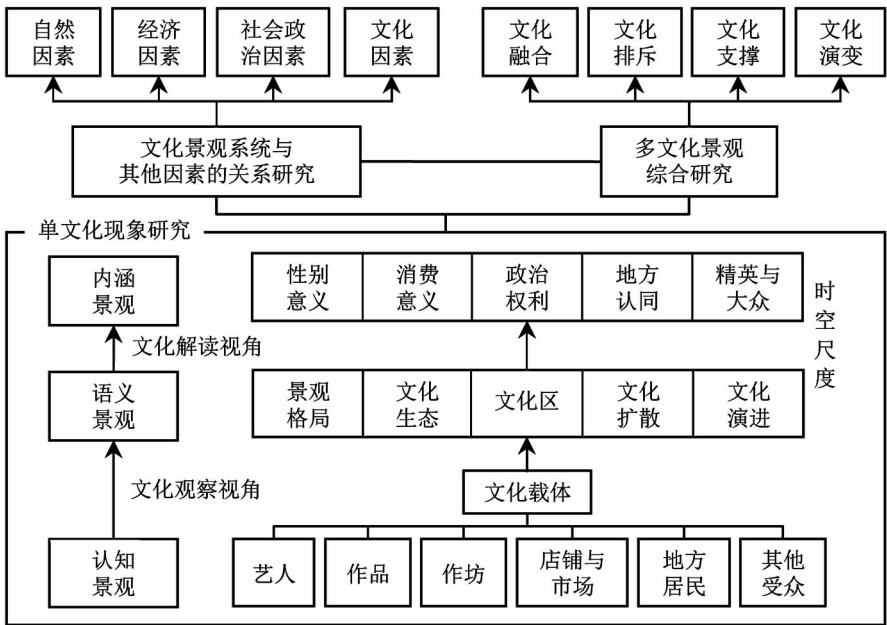 自然
因素
经济
因素
社会政
治因素
文化
因素
文化
融合
文化
排斥
文化
支撑
文化
演变
文化景观系统与
其他因素的关系研究
多文化景观
综合研究
单文化现象研究
内涵
景观
文化解读视角
语义
景观
文化观察视角
认知
景观
性别
意义
消费
意义
政治
权利
地方
认同
精英与
大众
时
空
尺
度
景观
格局
文化
生态
文化区
文化
扩散
文化
演进
文化载体
艺人
作品
作坊
店铺与
市场
地方
居民
其他
受众